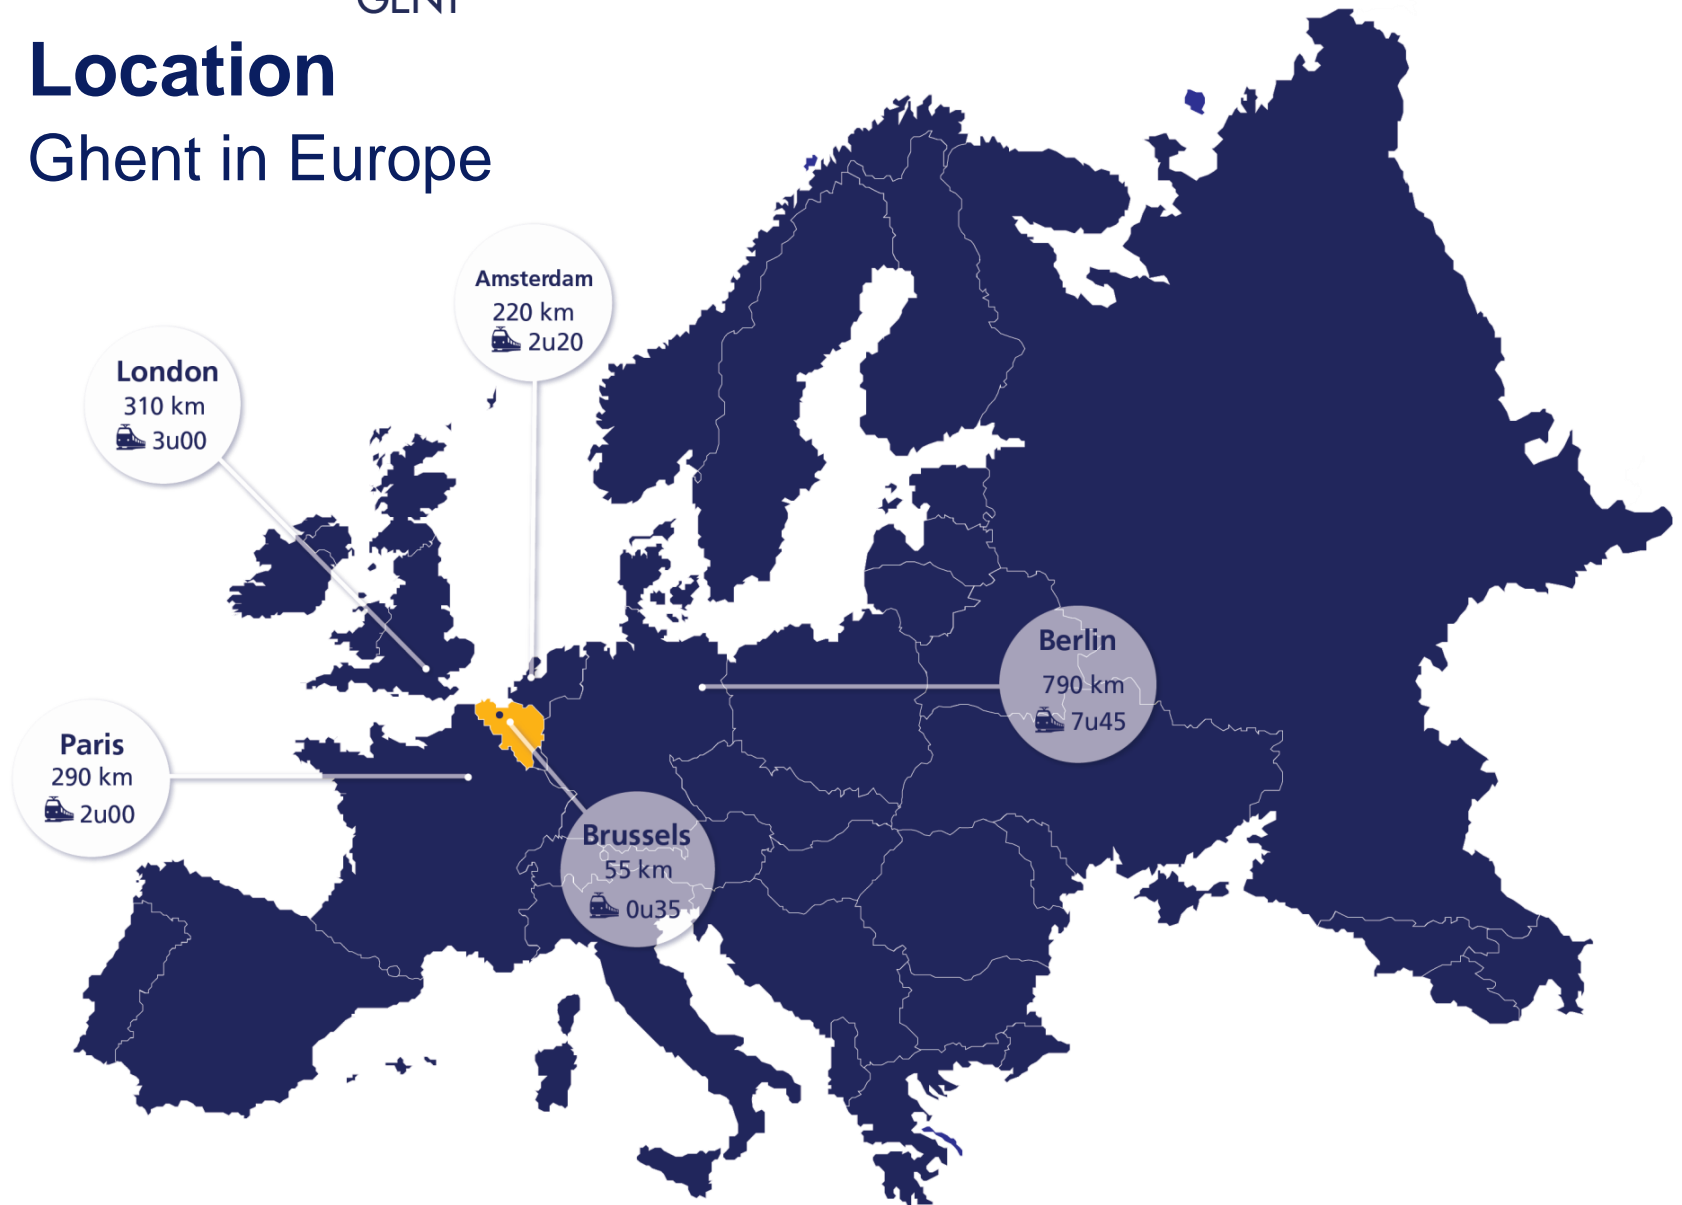 GENT
Location
Ghent in Europe
Amsterdam
220 km
2u20
London
310 km
3u00
Berlin
790 km
7u45
Paris
290 km
2u00
Brussels
55 km
0u35